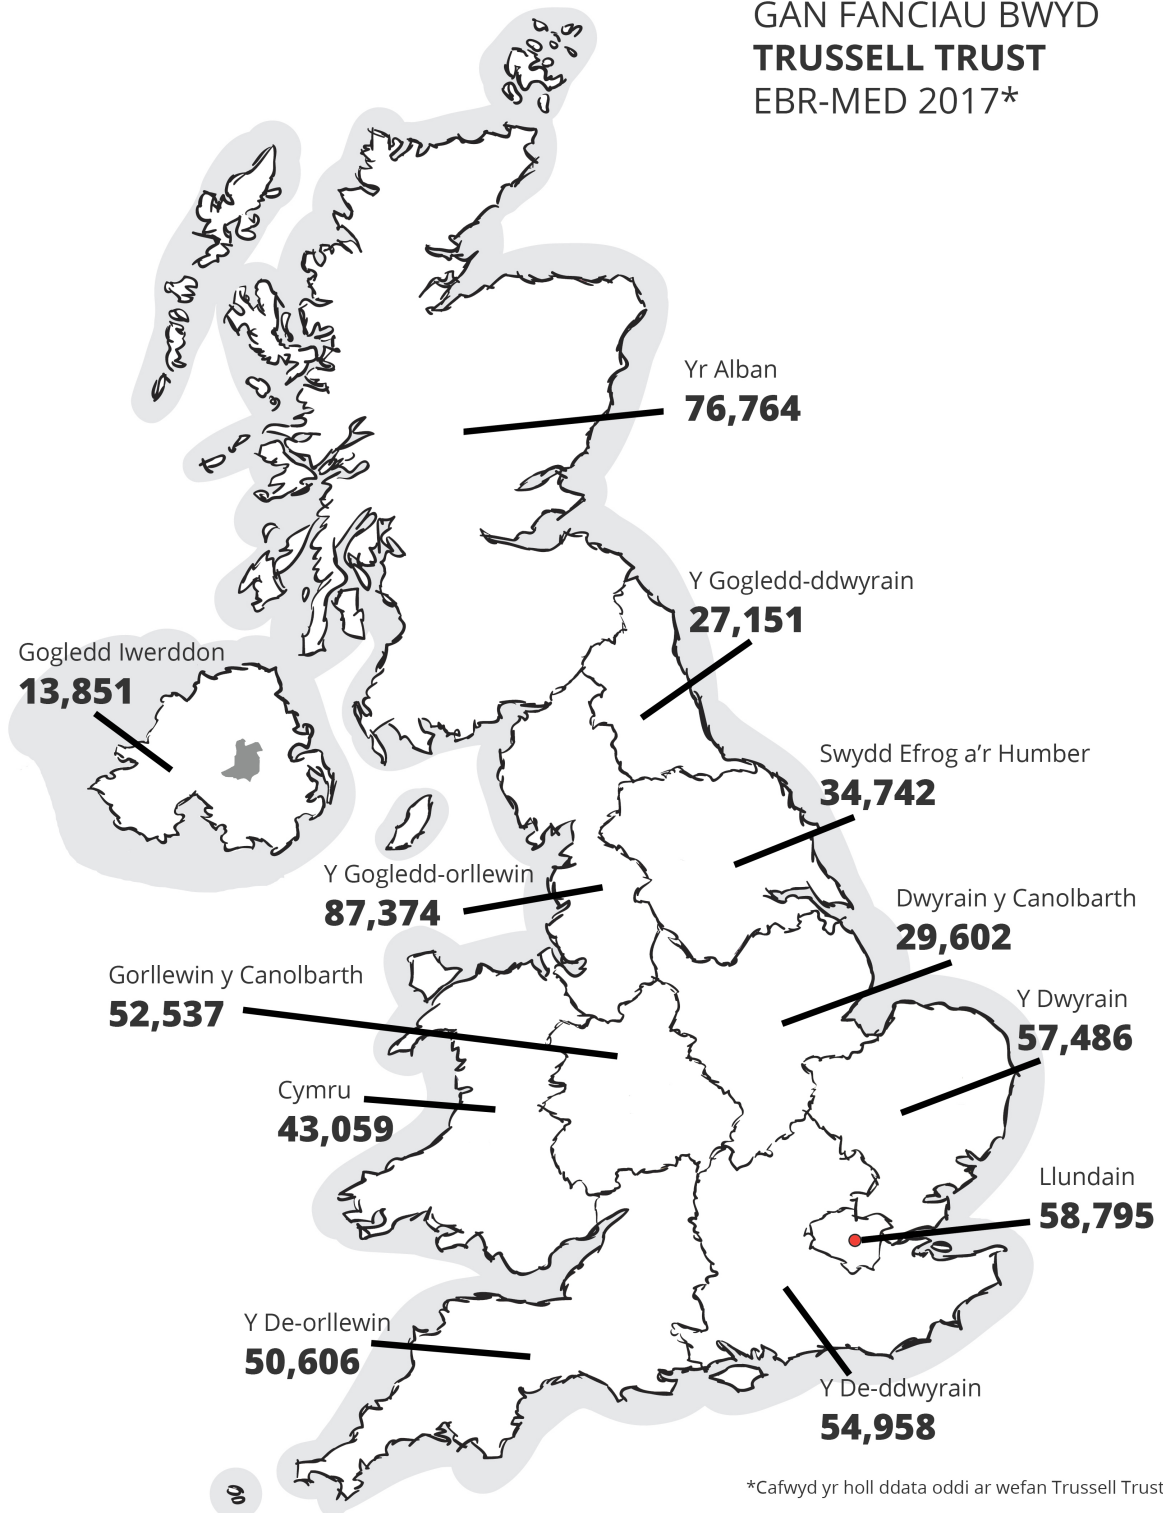 GAN FANCIAU BWYD
TRUSSELL TRUST
EBR-MED 2017*
Yr Alban
76,764
Y Gogledd-ddwyrain
27,151
Gogledd Iwerddon
13,851
Swydd Efrog a’r Humber
34,742
Y Gogledd-orllewin
87,374
Dwyrain y Canolbarth
29,602
Gorllewin y Canolbarth
52,537
Y Dwyrain
57,486
Cymru
43,059
Llundain
58,795
Y De-orllewin
50,606
Y De-ddwyrain
54,958
*Cafwyd yr holl ddata oddi ar wefan Trussell Trust